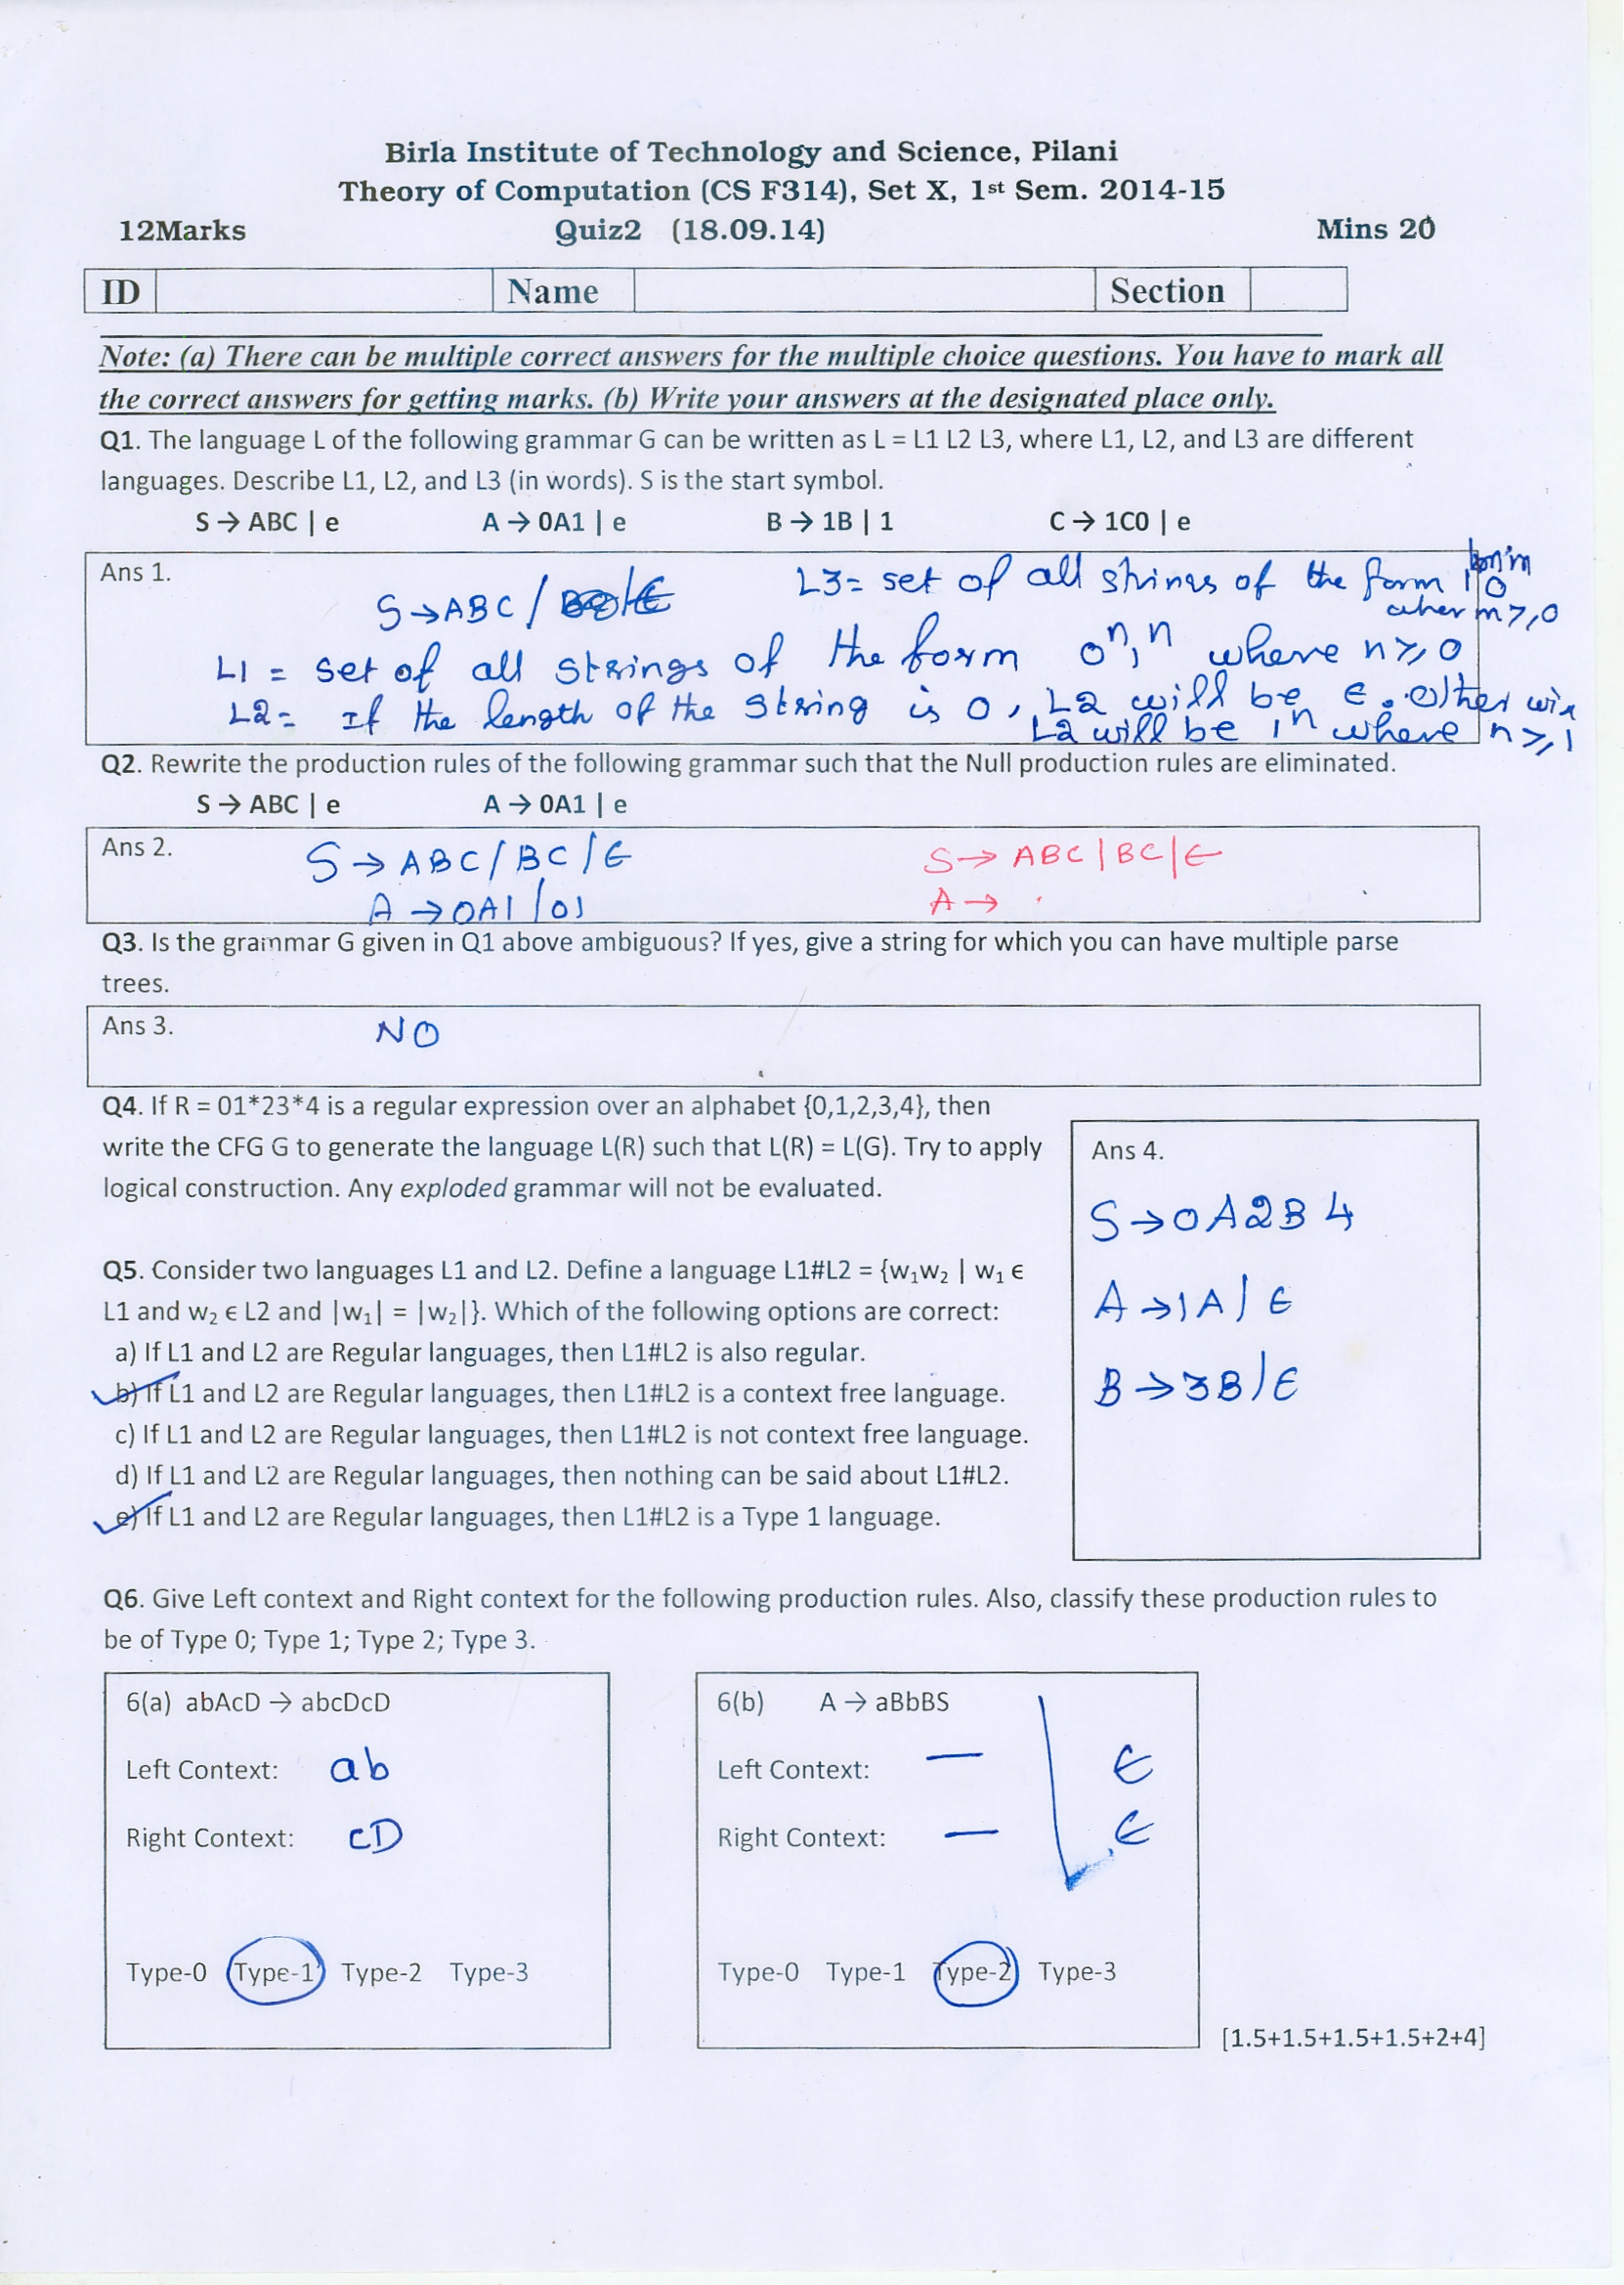 Birla Institute of Technology and Science, Pilani
Theory of Computation (CS F314), Set X, 1st Sem. 2014-15
12Marks Quiz2 (18.09.14) Mins 20
ID Name Section
Note: (a) There can be multiple correct answers for the multiple choice questions. You have to mark all
the correct answers for getting marks. (b) Write your answers at the designated place only.
Q1. The language L of the following grammar G can be written as L = L1 L2 L3, where L1, L2, and L3 are different
languages. Describe L1, L2, and L3 (in words). S is the start symbol.
S → ABC | e A → 0A1 | e B → 1B | 1 C → 1C0 | e
Ans 1.
S → ABC /
L3 = set of all strings of the form
m ≥ 0
L1 = set of all strings of the form 0ⁿ1ⁿ where n ≥ 0
L2 = If the length of the string is 0, L2 will be ∈. Other wise
L2 will be 1ⁿ where n ≥ 1
Q2. Rewrite the production rules of the following grammar such that the Null production rules are eliminated.
S → ABC | e A → 0A1 | e
Ans 2.
S → ABC / BC / ∈ S → ABC | BC | ∈
A → 0A1 / 01 A →
Q3. Is the grammar G given in Q1 above ambiguous? If yes, give a string for which you can have multiple parse
trees.
Ans 3. NO
Q4. If R = 01*23*4 is a regular expression over an alphabet {0,1,2,3,4}, then
write the CFG G to generate the language L(R) such that L(R) = L(G). Try to apply
logical construction. Any exploded grammar will not be evaluated.
Ans 4.
S → 0A2B4
A → 1A / ∈
B → 3B / ∈
Q5. Consider two languages L1 and L2. Define a language L1#L2 = {w₁w₂ | w₁ ϵ
L1 and w₂ ϵ L2 and |w₁| = |w₂|}. Which of the following options are correct:
a) If L1 and L2 are Regular languages, then L1#L2 is also regular.
b) If L1 and L2 are Regular languages, then L1#L2 is a context free language.
c) If L1 and L2 are Regular languages, then L1#L2 is not context free language.
d) If L1 and L2 are Regular languages, then nothing can be said about L1#L2.
e) If L1 and L2 are Regular languages, then L1#L2 is a Type 1 language.
Q6. Give Left context and Right context for the following production rules. Also, classify these production rules to
be of Type 0; Type 1; Type 2; Type 3.
6(a) abAcD → abcDcD
Left Context: ab
Right Context: cD
Type-0 Type-1 Type-2 Type-3
6(b) A → aBbBS
Left Context: — ∈
Right Context: — ∈
Type-0 Type-1 Type-2 Type-3
[1.5+1.5+1.5+1.5+2+4]